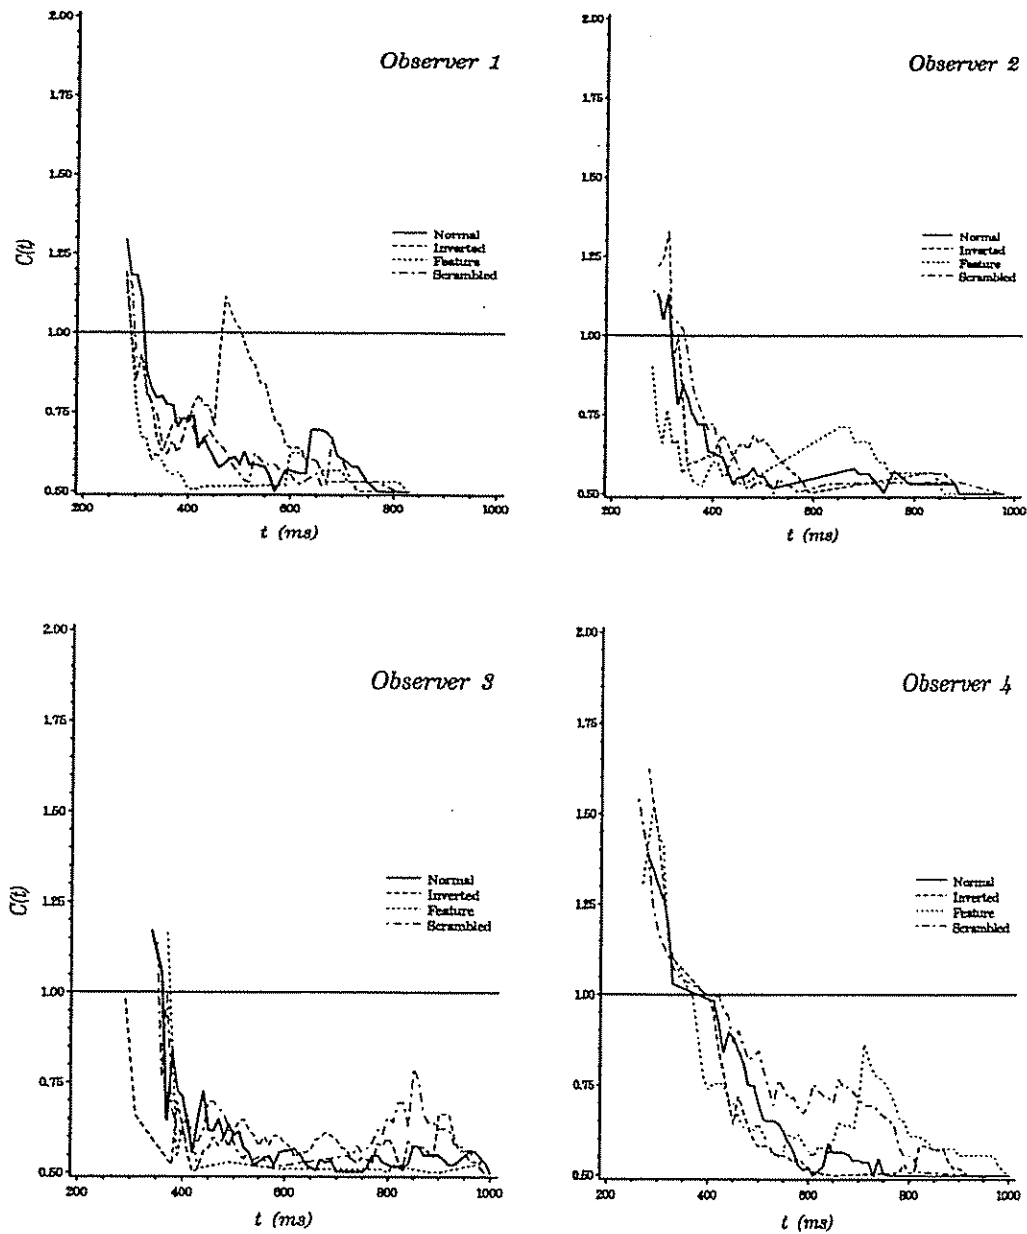 2.00
1.75
1.50
1.25
1.00
0.75
0.50
C(t)
Observer 1
Normal
Inverted
Feature
Scrambled
200 400 600 800 1000
t (ms)
2.00
1.75
1.50
1.25
1.00
0.75
0.50
Observer 2
Normal
Inverted
Feature
Scrambled
200 400 600 800 1000
t (ms)
2.00
1.75
1.50
1.25
1.00
0.75
0.50
C(t)
Observer 3
Normal
Inverted
Feature
Scrambled
200 400 600 800 1000
t (ms)
2.00
1.75
1.50
1.25
1.00
0.75
0.50
Observer 4
Normal
Inverted
Feature
Scrambled
200 400 600 800 1000
t (ms)